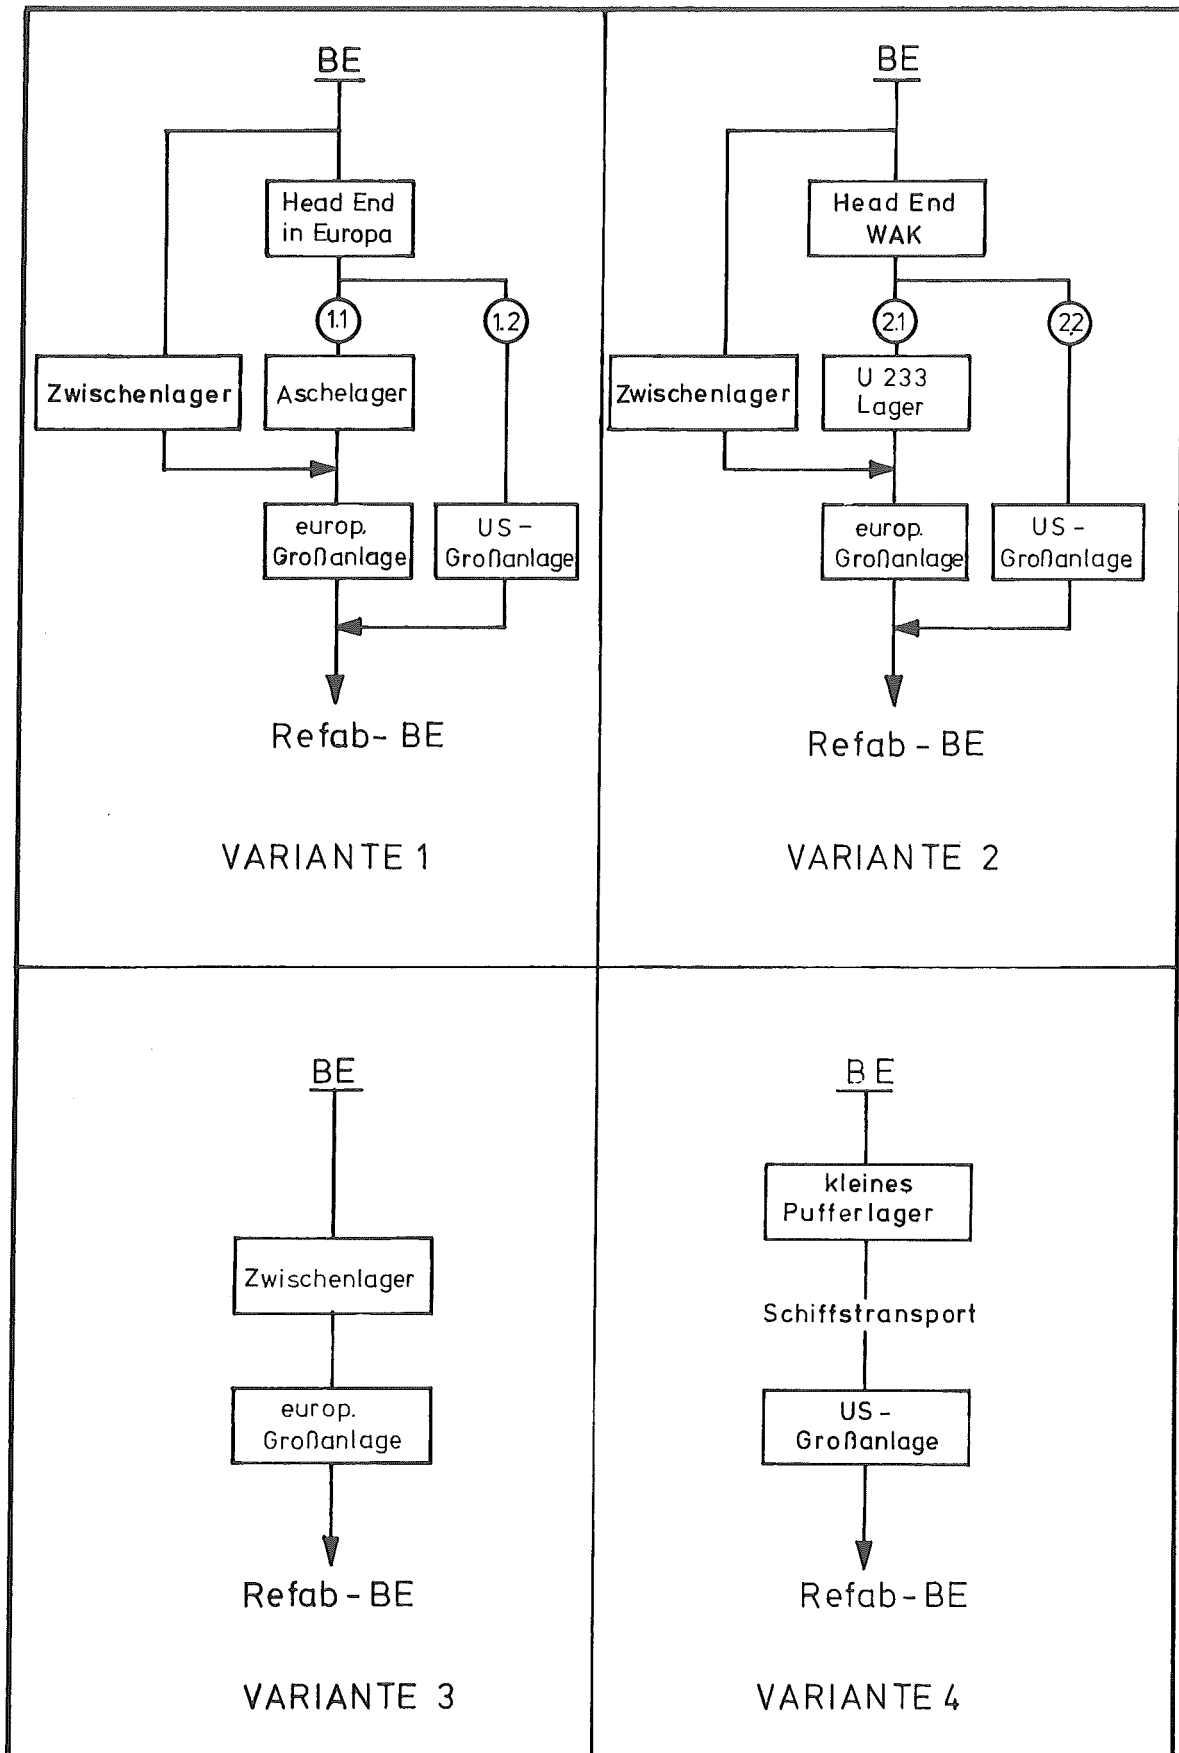 BE
Head End
in Europa
1.1
1.2
Zwischenlager
Aschelager
europ.
Großanlage
US -
Großanlage
Refab- BE
VARIANTE 1
BE
Head End
WAK
2.1
2.2
Zwischenlager
U 233
Lager
europ.
Großanlage
US -
Großanlage
Refab - BE
VARIANTE 2
BE
Zwischenlager
europ.
Großanlage
Refab - BE
VARIANTE 3
BE
kleines
Pufferlager
Schiffstransport
US -
Großanlage
Refab - BE
VARIANTE 4